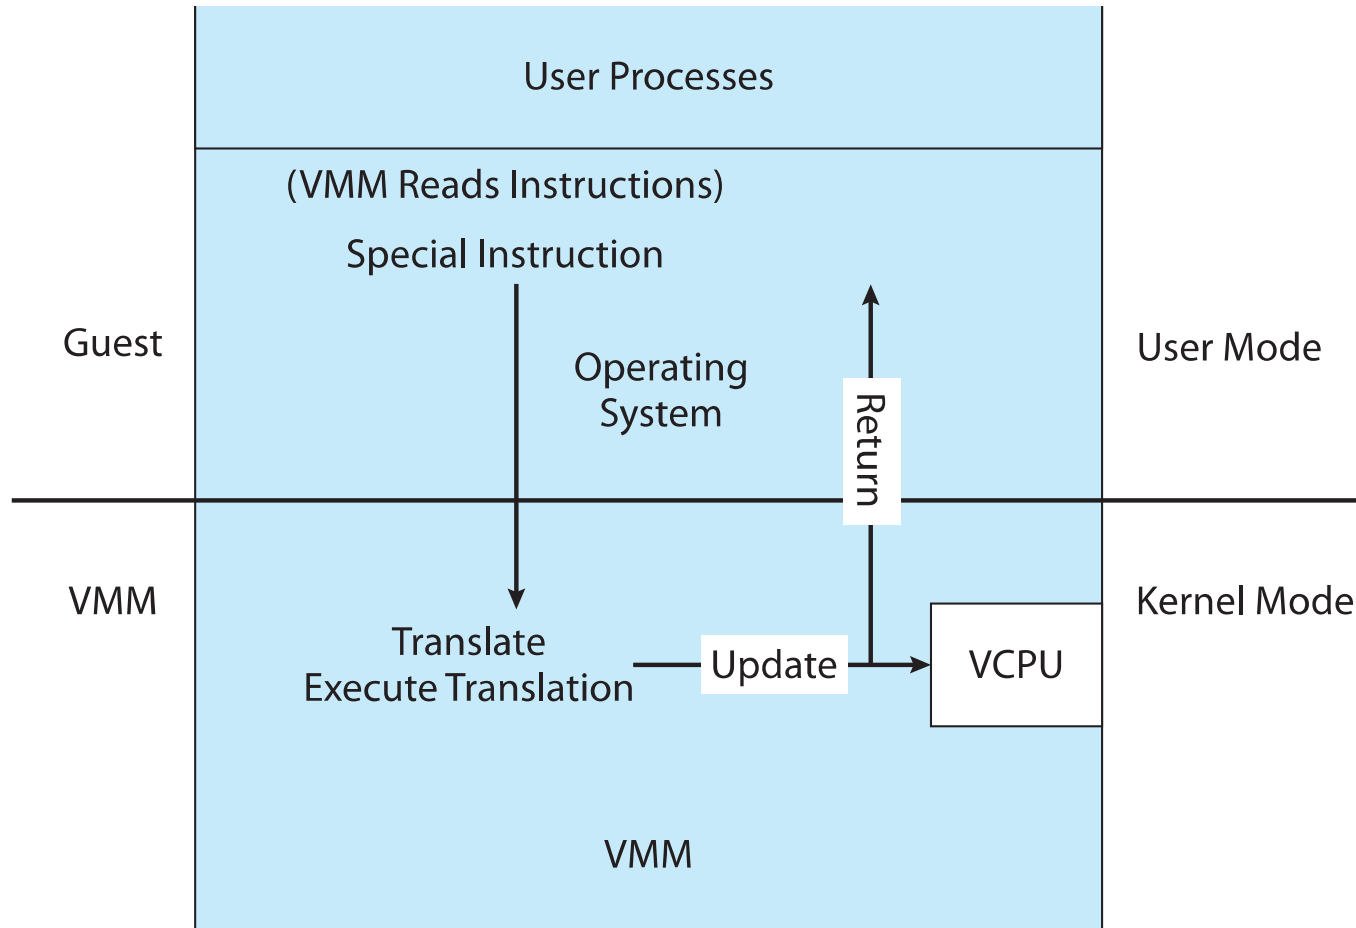 User Processes
(VMM Reads Instructions)
Special Instruction
Guest
User Mode
Operating
System
Return
VMM
Kernel Mode
Translate
Execute Translation
Update
VCPU
VMM